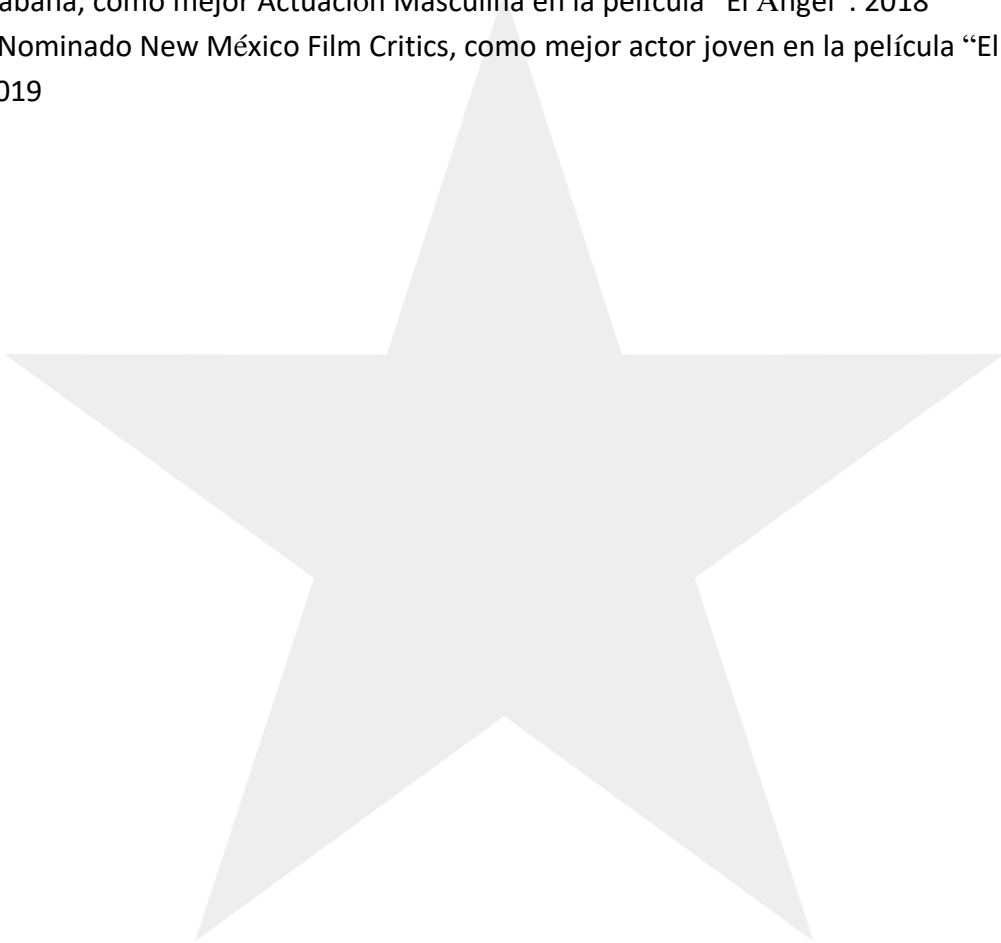 abana, como mejor Actuación Masculina en la película “El Ángel”. 2018
Nominado New México Film Critics, como mejor actor joven en la película “El
019